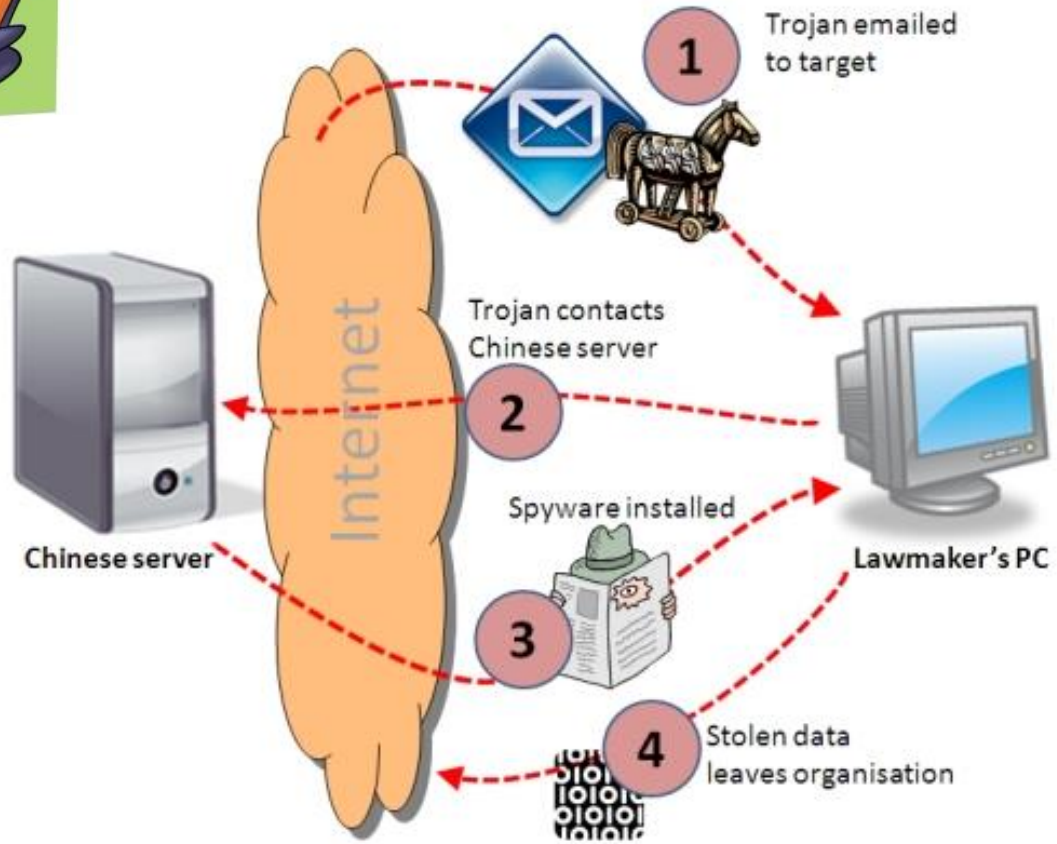 1
Trojan emailed
to target
Internet
Trojan contacts
Chinese server
2
Spyware installed
Chinese server
Lawmaker's PC
3
4
Stolen data
leaves organisation